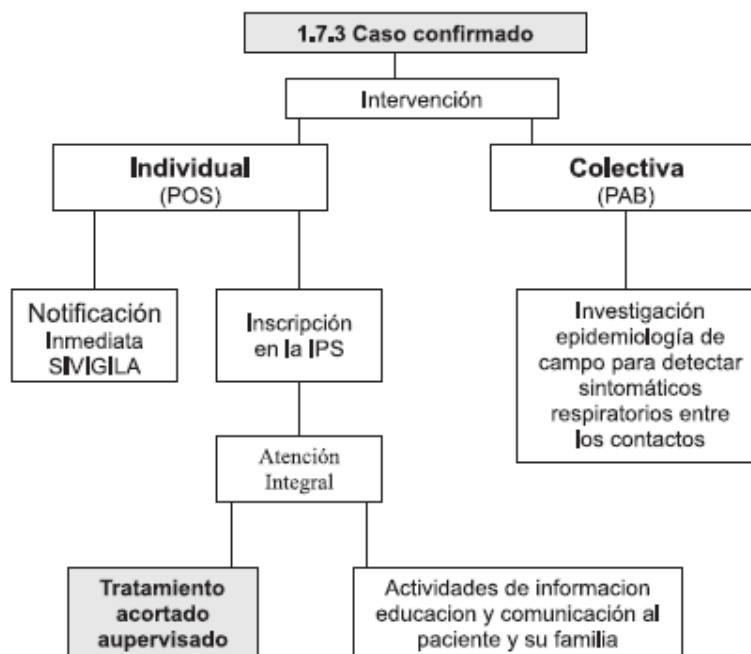 1.7.3 Caso confirmado
Intervención
Individual
(POS)
Colectiva
(PAB)
Notificación
Inmediata
SIVIGILA
Inscripción
en la IPS
Investigación
epidemiología de
campo para detectar
sintomáticos
respiratorios entre
los contactos
Atención
Integral
Tratamiento
acortado
aupervisado
Actividades de informacion
educacion y comunicación al
paciente y su familia